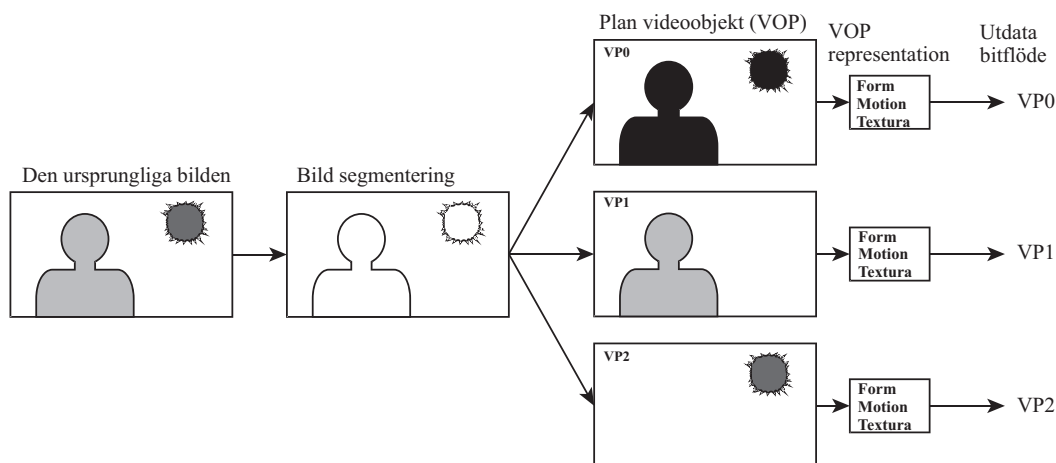 Plan videoobjekt (VOP)
VOP
representation
Utdata
bitflöde
VP0
Form
Motion
Textura
VP0
Den ursprungliga bilden
Bild segmentering
VP1
Form
Motion
Textura
VP1
VP2
Form
Motion
Textura
VP2